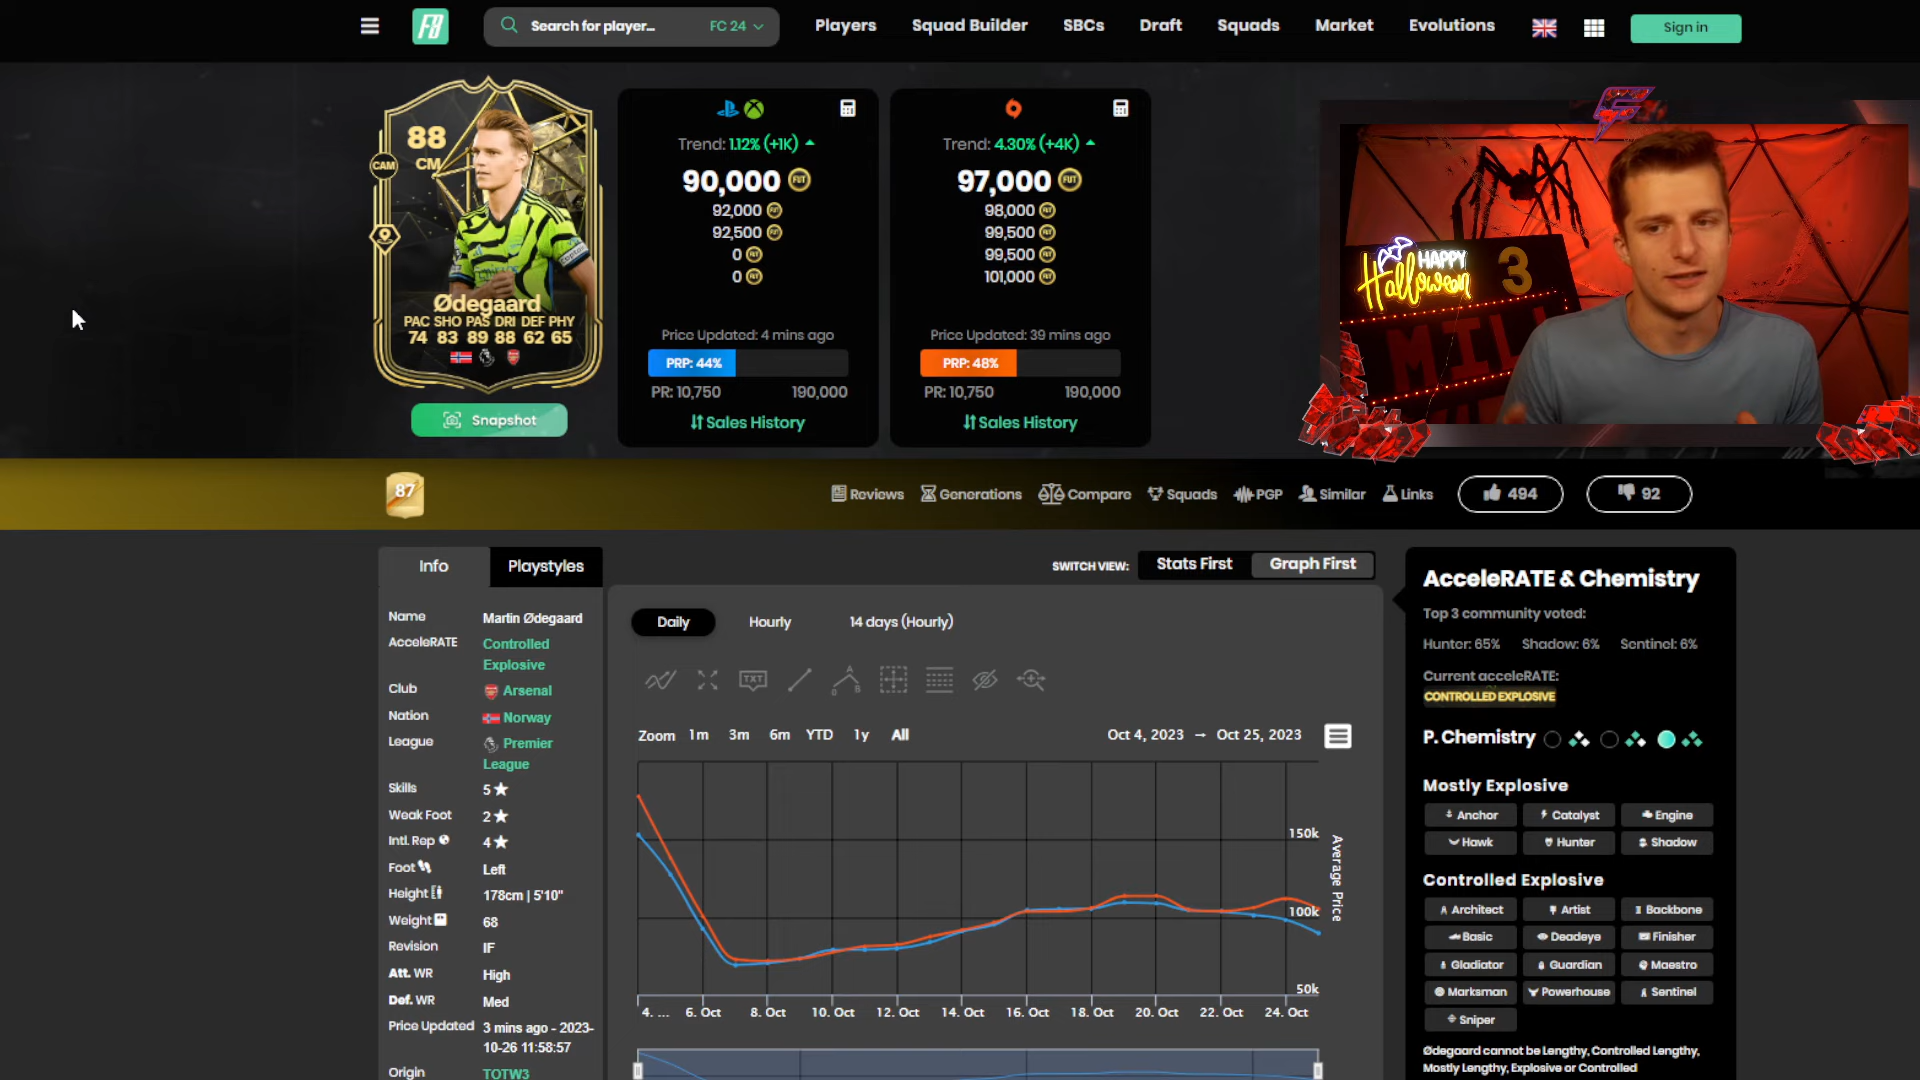 FB
Search for player...
FC 24
Players
Squad Builder
SBCs
Draft
Squads
Market
Evolutions
Sign in
88
CM
CAM
Ødegaard
PAC SHO PAS DRI DEF PHY
74 83 89 88 62 65
Snapshot
Trend: 1.12% (+1K)
90,000
92,000
92,500
0
0
Price Updated: 4 mins ago
PRP: 44%
PR: 10,750
190,000
Sales History
Trend: 4.30% (+4K)
97,000
98,000
99,500
99,500
101,000
Price Updated: 39 mins ago
PRP: 48%
PR: 10,750
190,000
Sales History
HAPPY
Halloween
3
MIL
87
Reviews
Generations
Compare
Squads
PGP
Similar
Links
494
92
Info
Playstyles
Name Martin Ødegaard
AcceleRATE Controlled
Explosive
Club Arsenal
Nation Norway
League Premier
League
Skills 5
Weak Foot 2
Intl. Rep 4
Foot Left
Height 178cm | 5'10"
Weight 68
Revision IF
Att. WR High
Def. WR Med
Price Updated 3 mins ago - 2023-
10-26 11:58:57
Origin TOTW3
SWITCH VIEW:
Stats First
Graph First
Daily
Hourly
14 days (Hourly)
TXT
Zoom 1m 3m 6m YTD 1y All
Oct 4, 2023 → Oct 25, 2023
150k
100k
50k
Average Price
4. ... 6. Oct 8. Oct 10. Oct 12. Oct 14. Oct 16. Oct 18. Oct 20. Oct 22. Oct 24. Oct
AcceleRATE & Chemistry
Top 3 community voted:
Hunter: 65% Shadow: 6% Sentinel: 6%
Current acceleRATE:
CONTROLLED EXPLOSIVE
P. Chemistry
Mostly Explosive
Anchor
Catalyst
Engine
Hawk
Hunter
Shadow
Controlled Explosive
Architect
Artist
Backbone
Basic
Deadeye
Finisher
Gladiator
Guardian
Maestro
Marksman
Powerhouse
Sentinel
Sniper
Ødegaard cannot be Lengthy, Controlled Lengthy,
Mostly Lengthy, Explosive or Controlled